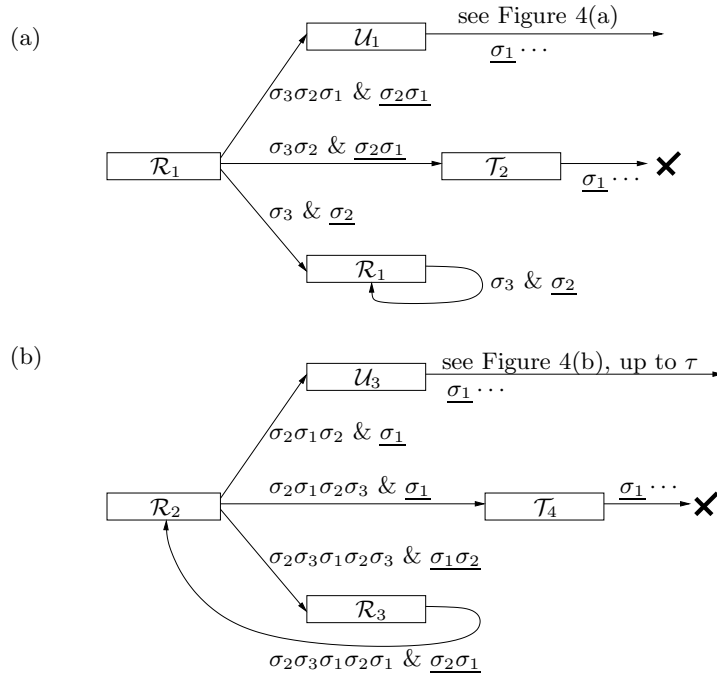 (a)
𝒰₁
see Figure 4(a)
<u>σ₁</u> ⋯
σ₃σ₂σ₁ & <u>σ₂σ₁</u>
ℛ₁
σ₃σ₂ & <u>σ₂σ₁</u>
𝒯₂
<u>σ₁</u> ⋯
σ₃ & <u>σ₂</u>
ℛ₁
σ₃ & <u>σ₂</u>
(b)
𝒰₃
see Figure 4(b), up to τ
<u>σ₁</u> ⋯
σ₂σ₁σ₂ & <u>σ₁</u>
ℛ₂
σ₂σ₁σ₂σ₃ & <u>σ₁</u>
𝒯₄
<u>σ₁</u> ⋯
σ₂σ₃σ₁σ₂σ₃ & <u>σ₁σ₂</u>
ℛ₃
σ₂σ₃σ₁σ₂σ₁ & <u>σ₂σ₁</u>